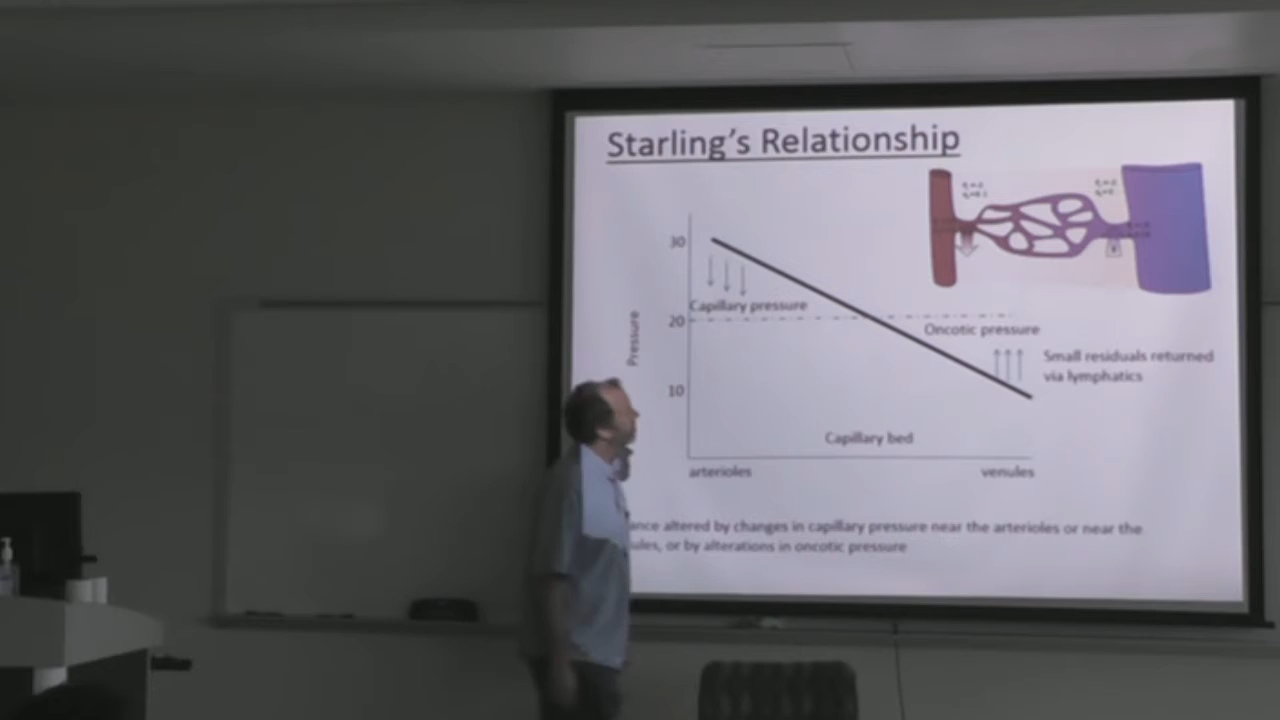 Starling's Relationship
30
Capillary pressure
20
Oncotic pressure
Pressure
Small residuals returned
via lymphatics
10
Capillary bed
arterioles
venules
altered by changes in capillary pressure near the arterioles or near the
or by alterations in oncotic pressure